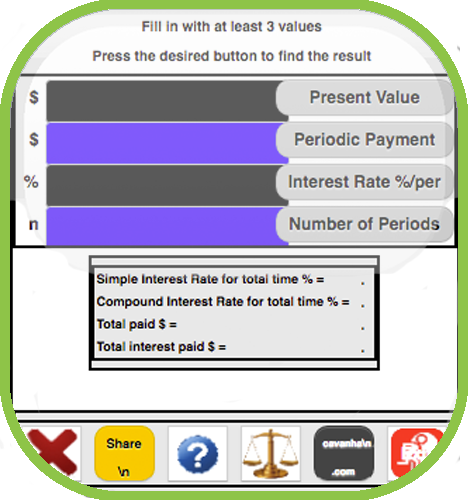 Fill in with at least 3 values
Press the desired button to find the result
$ Present Value
$ Periodic Payment
% Interest Rate %/per
n Number of Periods
Simple Interest Rate for total time % = .
Compound Interest Rate for total time % = .
Total paid $ = .
Total interest paid $ = .
Share
\n
?
cavanha\n
.com